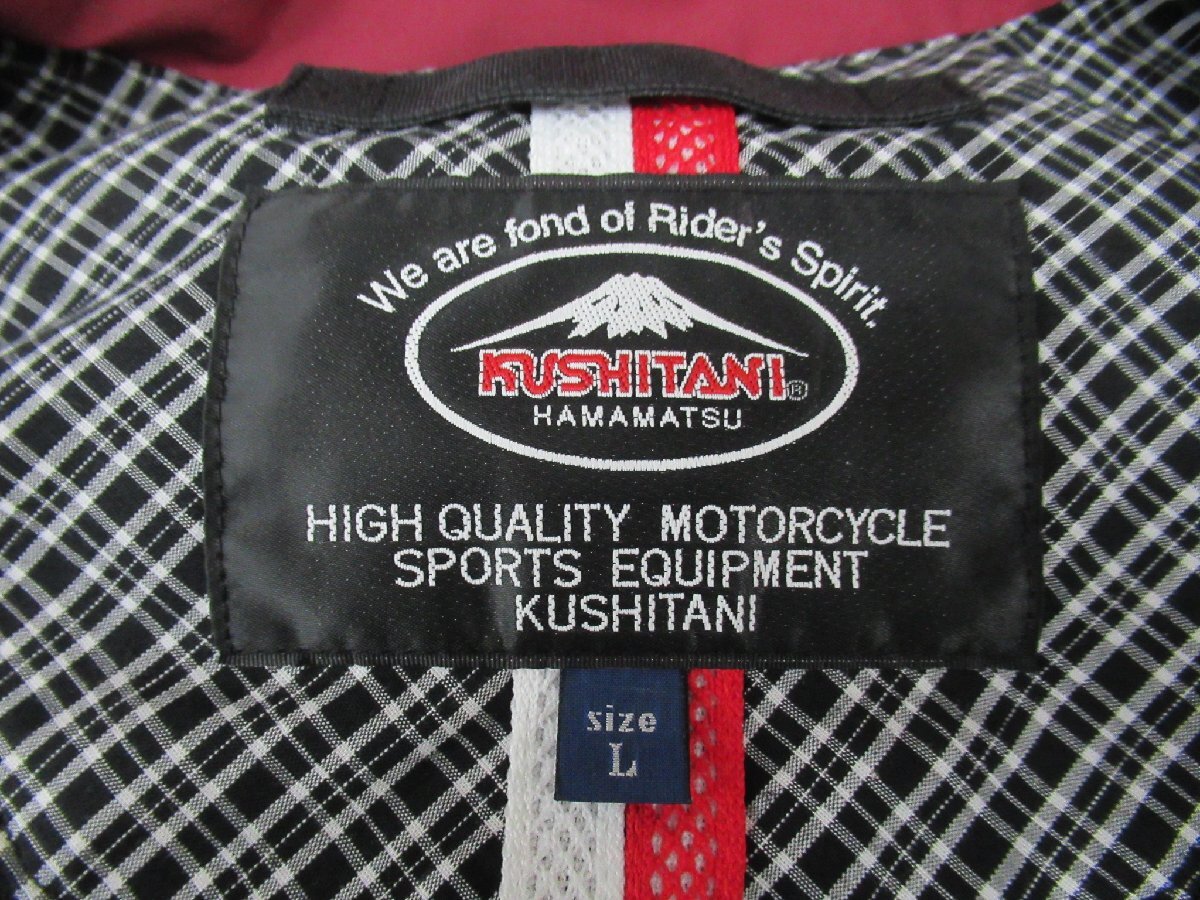 We are fond of Rider's Spirit.
KUSHITANI®
HAMAMATSU
HIGH QUALITY MOTORCYCLE
SPORTS EQUIPMENT
KUSHITANI
size
L